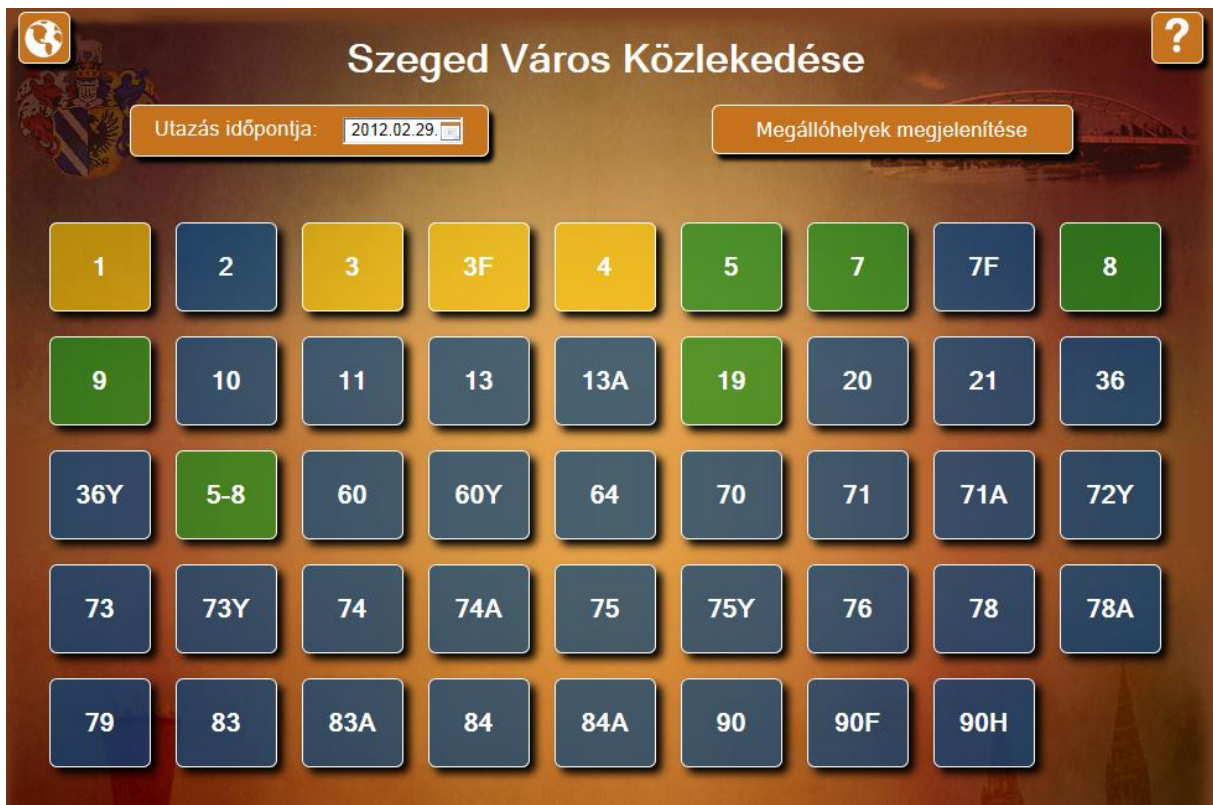 ?
Szeged Város Közlekedése
Utazás időpontja: 2012.02.29.
Megállóhelyek megjelenítése
1 2 3 3F 4 5 7 7F 8
9 10 11 13 13A 19 20 21 36
36Y 5-8 60 60Y 64 70 71 71A 72Y
73 73Y 74 74A 75 75Y 76 78 78A
79 83 83A 84 84A 90 90F 90H